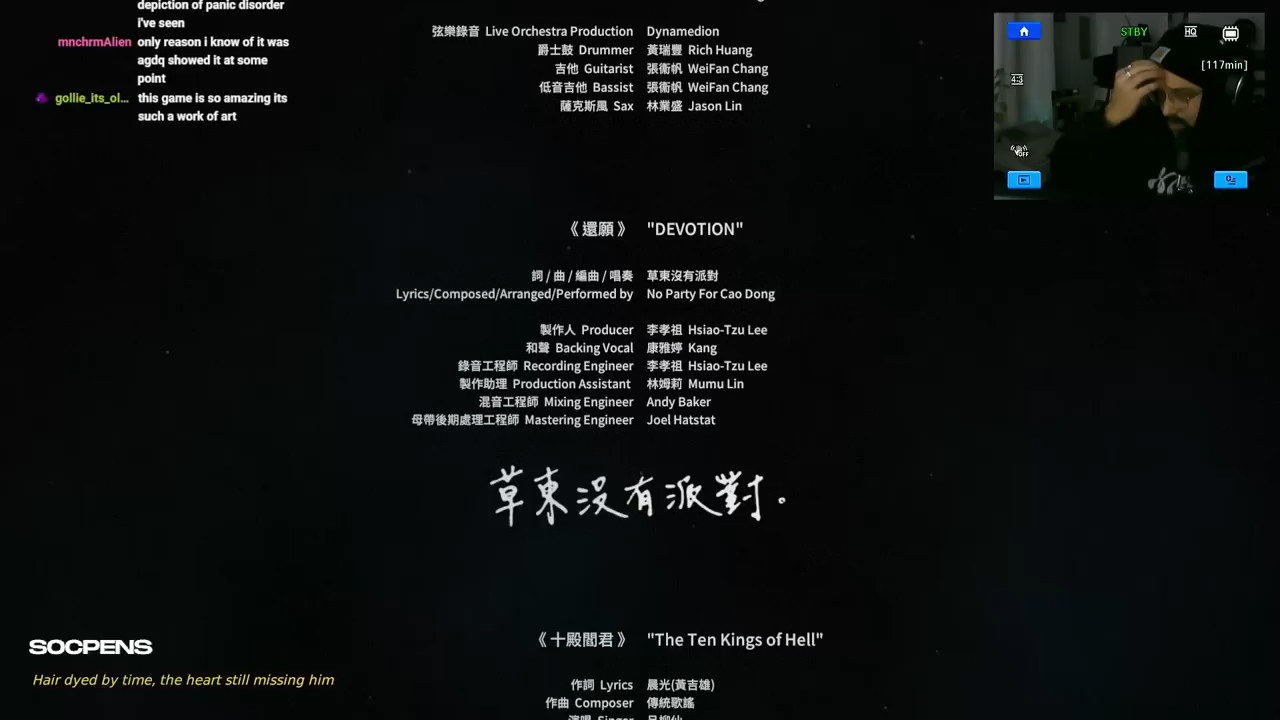 depiction of panic disorder
i've seen
mnchrmAlien only reason i know of it was
agdq showed it at some
point
gollie_its_ol... this game is so amazing its
such a work of art
弦樂錄音 Live Orchestra Production Dynamedion
爵士鼓 Drummer 黃瑞豐 Rich Huang
吉他 Guitarist 張衞帆 WeiFan Chang
低音吉他 Bassist 張衞帆 WeiFan Chang
薩克斯風 Sax 林業盛 Jason Lin
STBY HQ
[117min]
4:3
OFF
《還願》 "DEVOTION"
詞 / 曲 / 編曲 / 唱奏 草東沒有派對
Lyrics/Composed/Arranged/Performed by No Party For Cao Dong
製作人 Producer 李孝祖 Hsiao-Tzu Lee
和聲 Backing Vocal 康雅婷 Kang
錄音工程師 Recording Engineer 李孝祖 Hsiao-Tzu Lee
製作助理 Production Assistant 林姆莉 Mumu Lin
混音工程師 Mixing Engineer Andy Baker
母帶後期處理工程師 Mastering Engineer Joel Hatstat
草東沒有派對。
《十殿閻君》 "The Ten Kings of Hell"
作詞 Lyrics 晨光(黃吉雄)
作曲 Composer 傳統歌謠
SOCPENS
Hair dyed by time, the heart still missing him